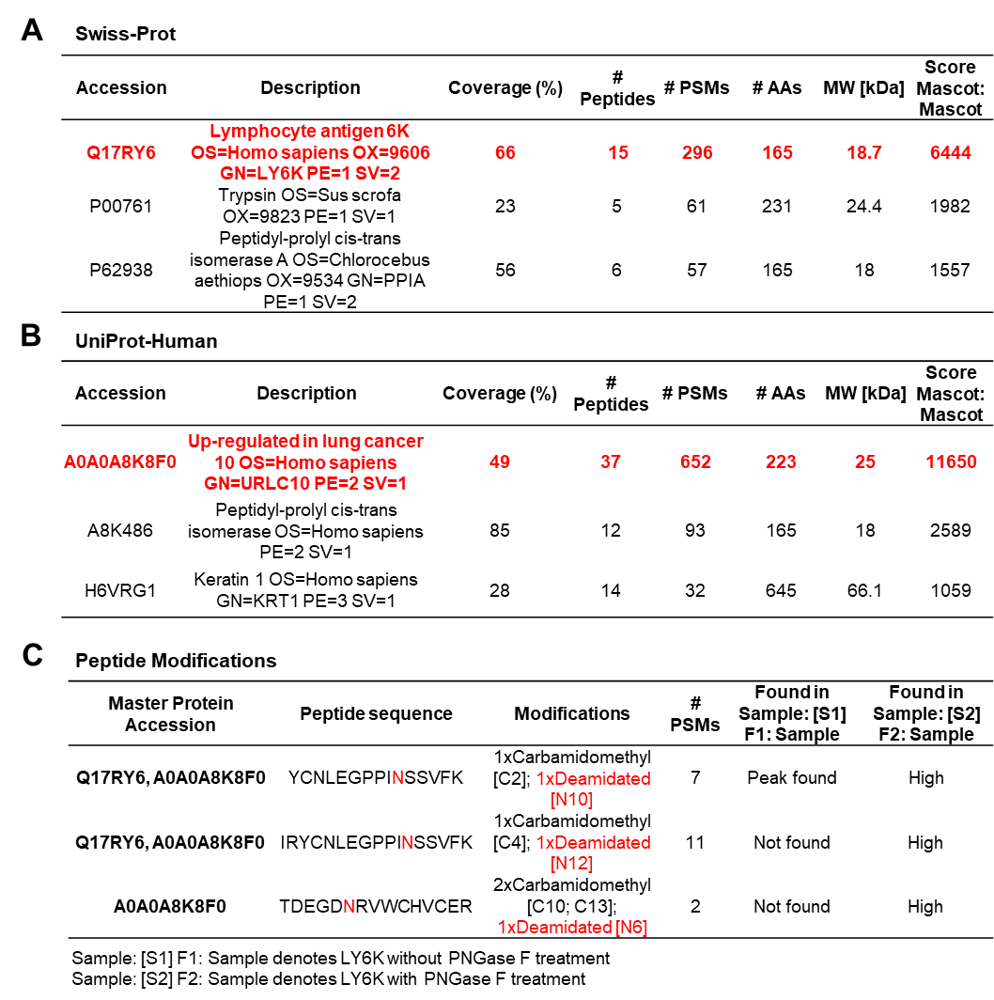 A Swiss-Prot
Accession Description Coverage (%) # Peptides # PSMs # AAs MW [kDa] Score Mascot: Mascot
Q17RY6 Lymphocyte antigen 6K OS=Homo sapiens OX=9606 GN=LY6K PE=1 SV=2 66 15 296 165 18.7 6444
P00761 Trypsin OS=Sus scrofa OX=9823 PE=1 SV=1 23 5 61 231 24.4 1982
P62938 Peptidyl-prolyl cis-trans isomerase A OS=Chlorocebus aethiops OX=9534 GN=PPIA PE=1 SV=2 56 6 57 165 18 1557
B UniProt-Human
Accession Description Coverage (%) # Peptides # PSMs # AAs MW [kDa] Score Mascot: Mascot
A0A0A8K8F0 Up-regulated in lung cancer 10 OS=Homo sapiens GN=URLC10 PE=2 SV=1 49 37 652 223 25 11650
A8K486 Peptidyl-prolyl cis-trans isomerase OS=Homo sapiens PE=2 SV=1 85 12 93 165 18 2589
H6VRG1 Keratin 1 OS=Homo sapiens GN=KRT1 PE=3 SV=1 28 14 32 645 66.1 1059
C Peptide Modifications
Master Protein Accession Peptide sequence Modifications # PSMs Found in Sample: [S1] F1: Sample Found in Sample: [S2] F2: Sample
Q17RY6, A0A0A8K8F0 YCNLEGPPINSSVFK 1xCarbamidomethyl [C2]; 1xDeamidated [N10] 7 Peak found High
Q17RY6, A0A0A8K8F0 IRYCNLEGPPINSSVFK 1xCarbamidomethyl [C4]; 1xDeamidated [N12] 11 Not found High
A0A0A8K8F0 TDEGDNRVWCHVCER 2xCarbamidomethyl [C10; C13]; 1xDeamidated [N6] 2 Not found High
Sample: [S1] F1: Sample denotes LY6K without PNGase F treatment
Sample: [S2] F2: Sample denotes LY6K with PNGase F treatment